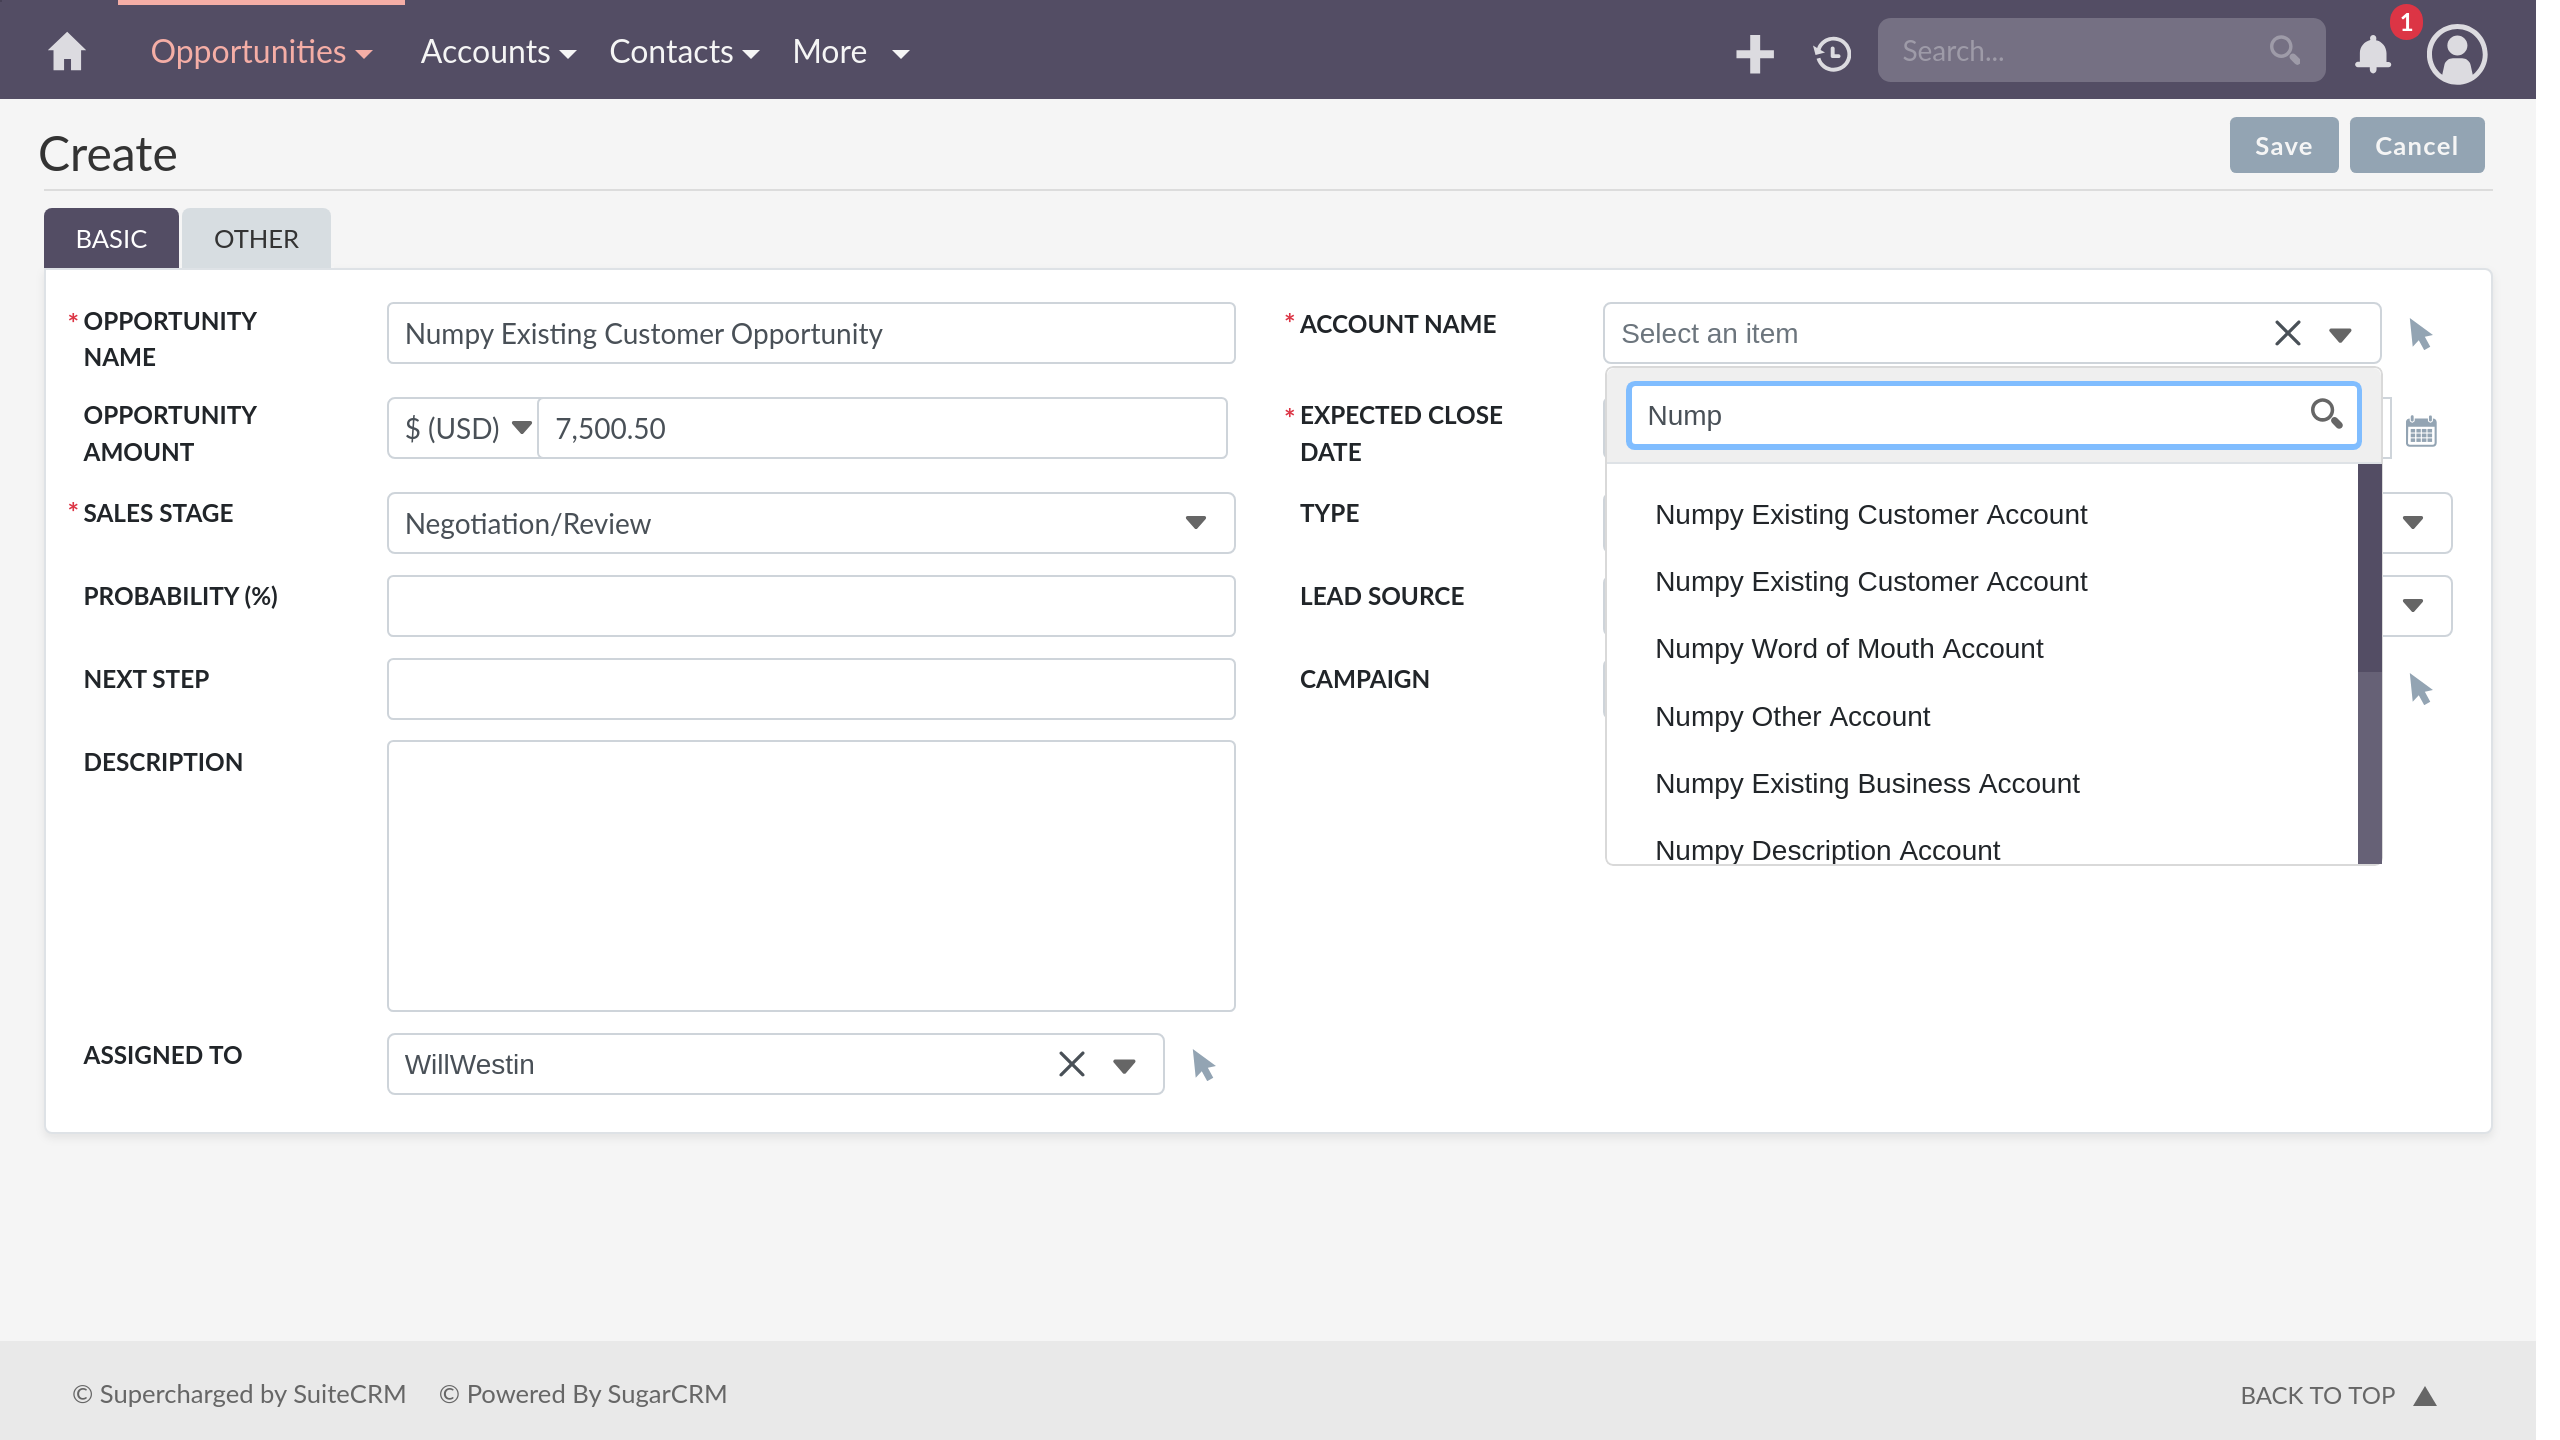 Opportunities Accounts Contacts More Search... 1
Create
Save Cancel
BASIC OTHER
* OPPORTUNITY NAME
Numpy Existing Customer Opportunity
* ACCOUNT NAME
Select an item
Nump
Numpy Existing Customer Account
Numpy Existing Customer Account
Numpy Word of Mouth Account
Numpy Other Account
Numpy Existing Business Account
Numpy Description Account
OPPORTUNITY AMOUNT
$ (USD) 7,500.50
* EXPECTED CLOSE DATE
* SALES STAGE
Negotiation/Review
TYPE
PROBABILITY (%)
LEAD SOURCE
NEXT STEP
CAMPAIGN
DESCRIPTION
ASSIGNED TO
WillWestin
© Supercharged by SuiteCRM © Powered By SugarCRM
BACK TO TOP